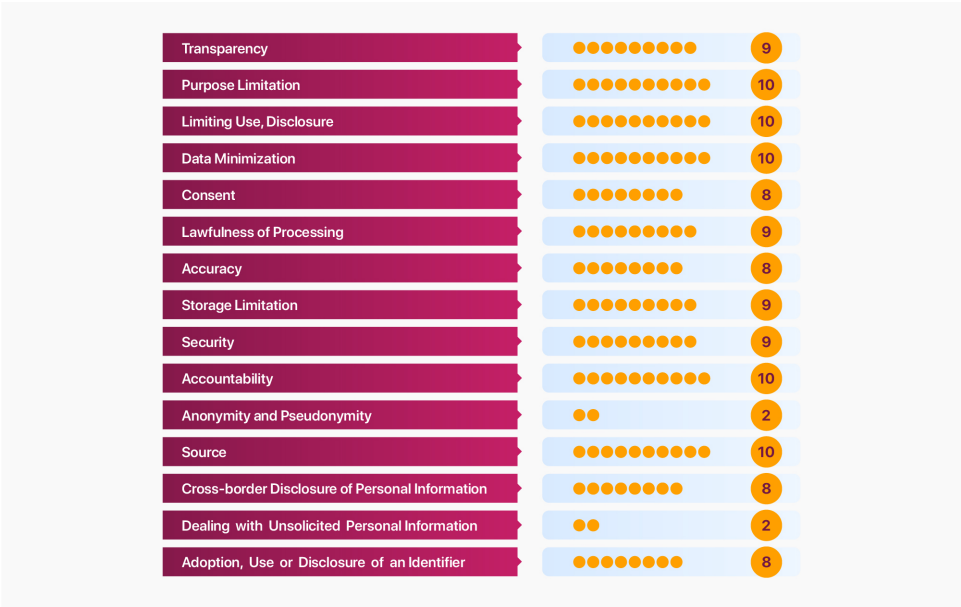 Transparency 9
Purpose Limitation 10
Limiting Use, Disclosure 10
Data Minimization 10
Consent 8
Lawfulness of Processing 9
Accuracy 8
Storage Limitation 9
Security 9
Accountability 10
Anonymity and Pseudonymity 2
Source 10
Cross-border Disclosure of Personal Information 8
Dealing with Unsolicited Personal Information 2
Adoption, Use or Disclosure of an Identifier 8